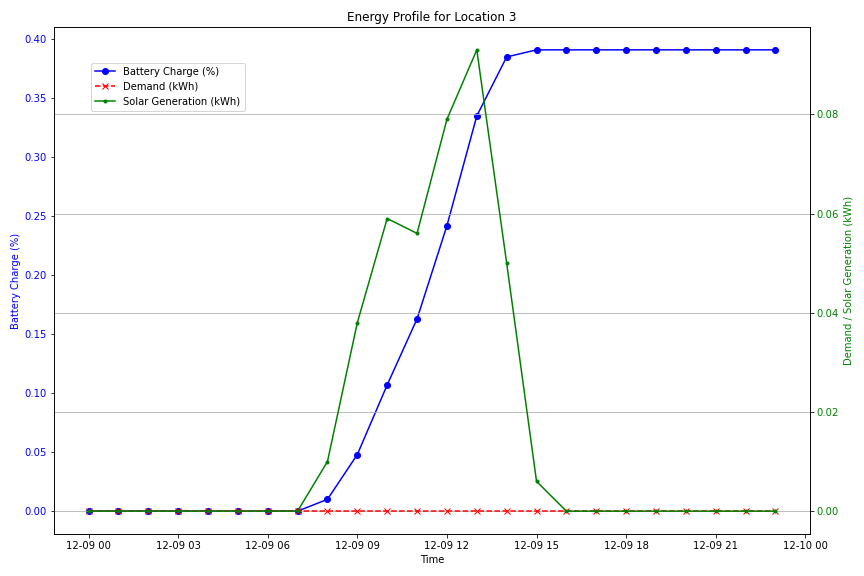 Energy Profile for Location 3
Battery Charge (%)
Demand (kWh)
Solar Generation (kWh)
0.40
0.35
0.30
0.25
0.20
0.15
0.10
0.05
0.00
Battery Charge (%)
0.08
0.06
0.04
0.02
0.00
Demand / Solar Generation (kWh)
12-09 00 12-09 03 12-09 06 12-09 09 12-09 12 12-09 15 12-09 18 12-09 21 12-10 00
Time